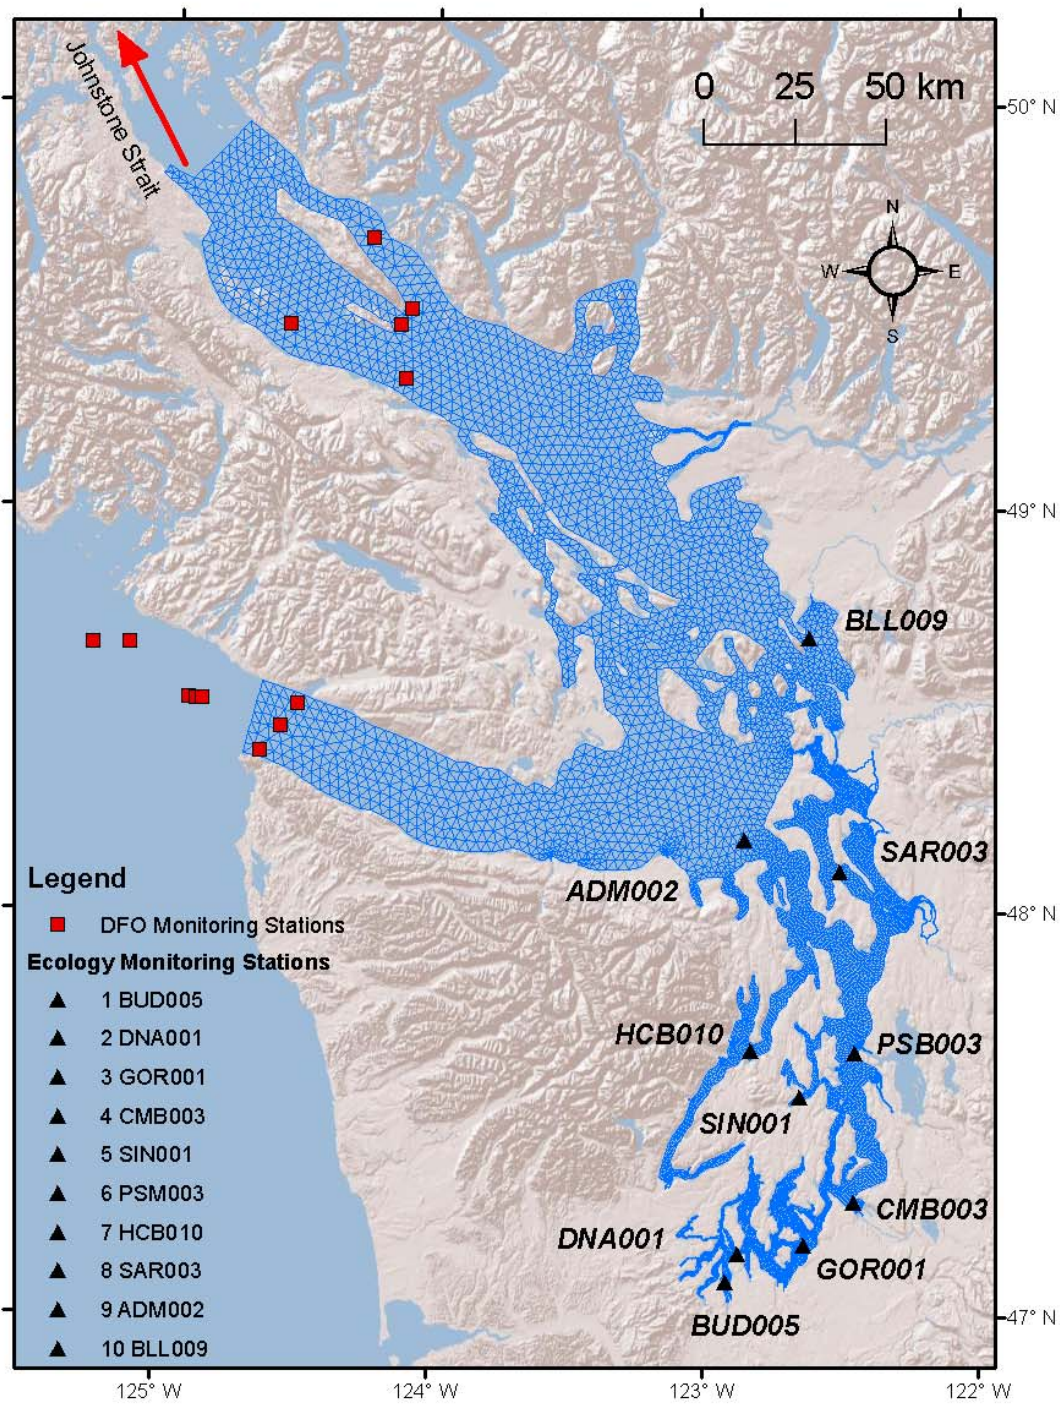 Johnstone Strait
0 25 50 km
50° N
N
W E
S
49° N
BLL009
SAR003
ADM002
Legend
DFO Monitoring Stations
48° N
Ecology Monitoring Stations
1 BUD005
2 DNA001
3 GOR001
4 CMB003
5 SIN001
6 PSM003
7 HCB010
8 SAR003
9 ADM002
10 BLL009
HCB010
PSB003
SIN001
CMB003
DNA001
GOR001
BUD005
47° N
125° W
124° W
123° W
122° W